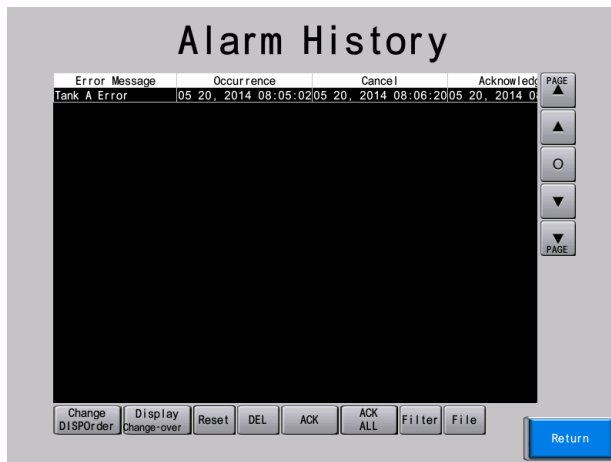 Alarm History
Error Message Occurrence Cancel Acknowledg
Tank A Error 05 20, 2014 08:05:02 05 20, 2014 08:06:20 05 20, 2014 0
PAGE
O
PAGE
Change DISPOrder
Display Change-over
Reset
DEL
ACK
ACK ALL
Filter
File
Return